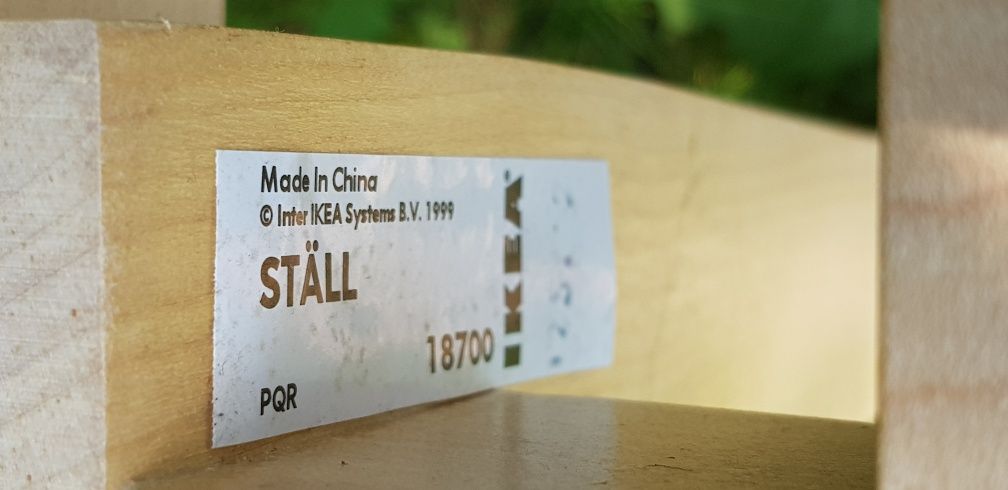 Made In China
© Inter IKEA Systems B.V. 1999
STÄLL
18700
PQR
IKEA